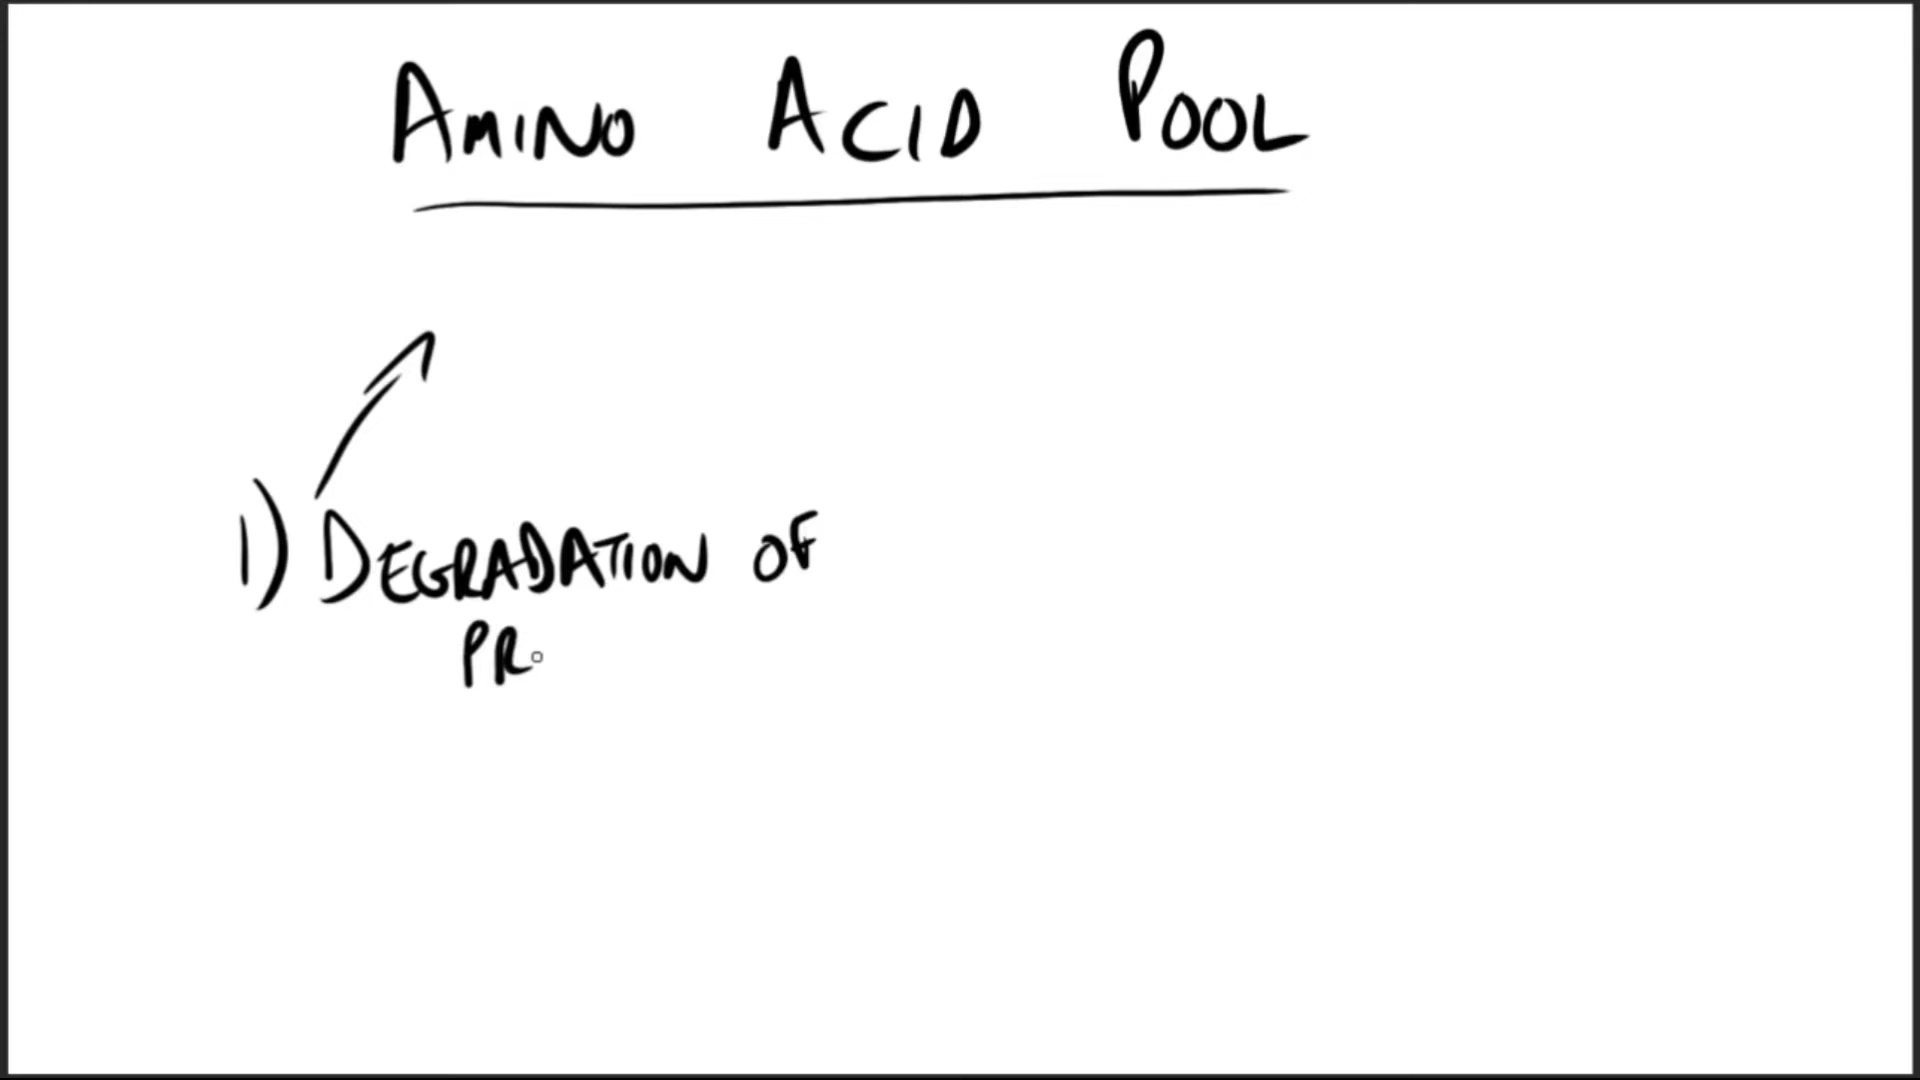 AMINO ACID POOL
1) DEGRADATION OF
PR